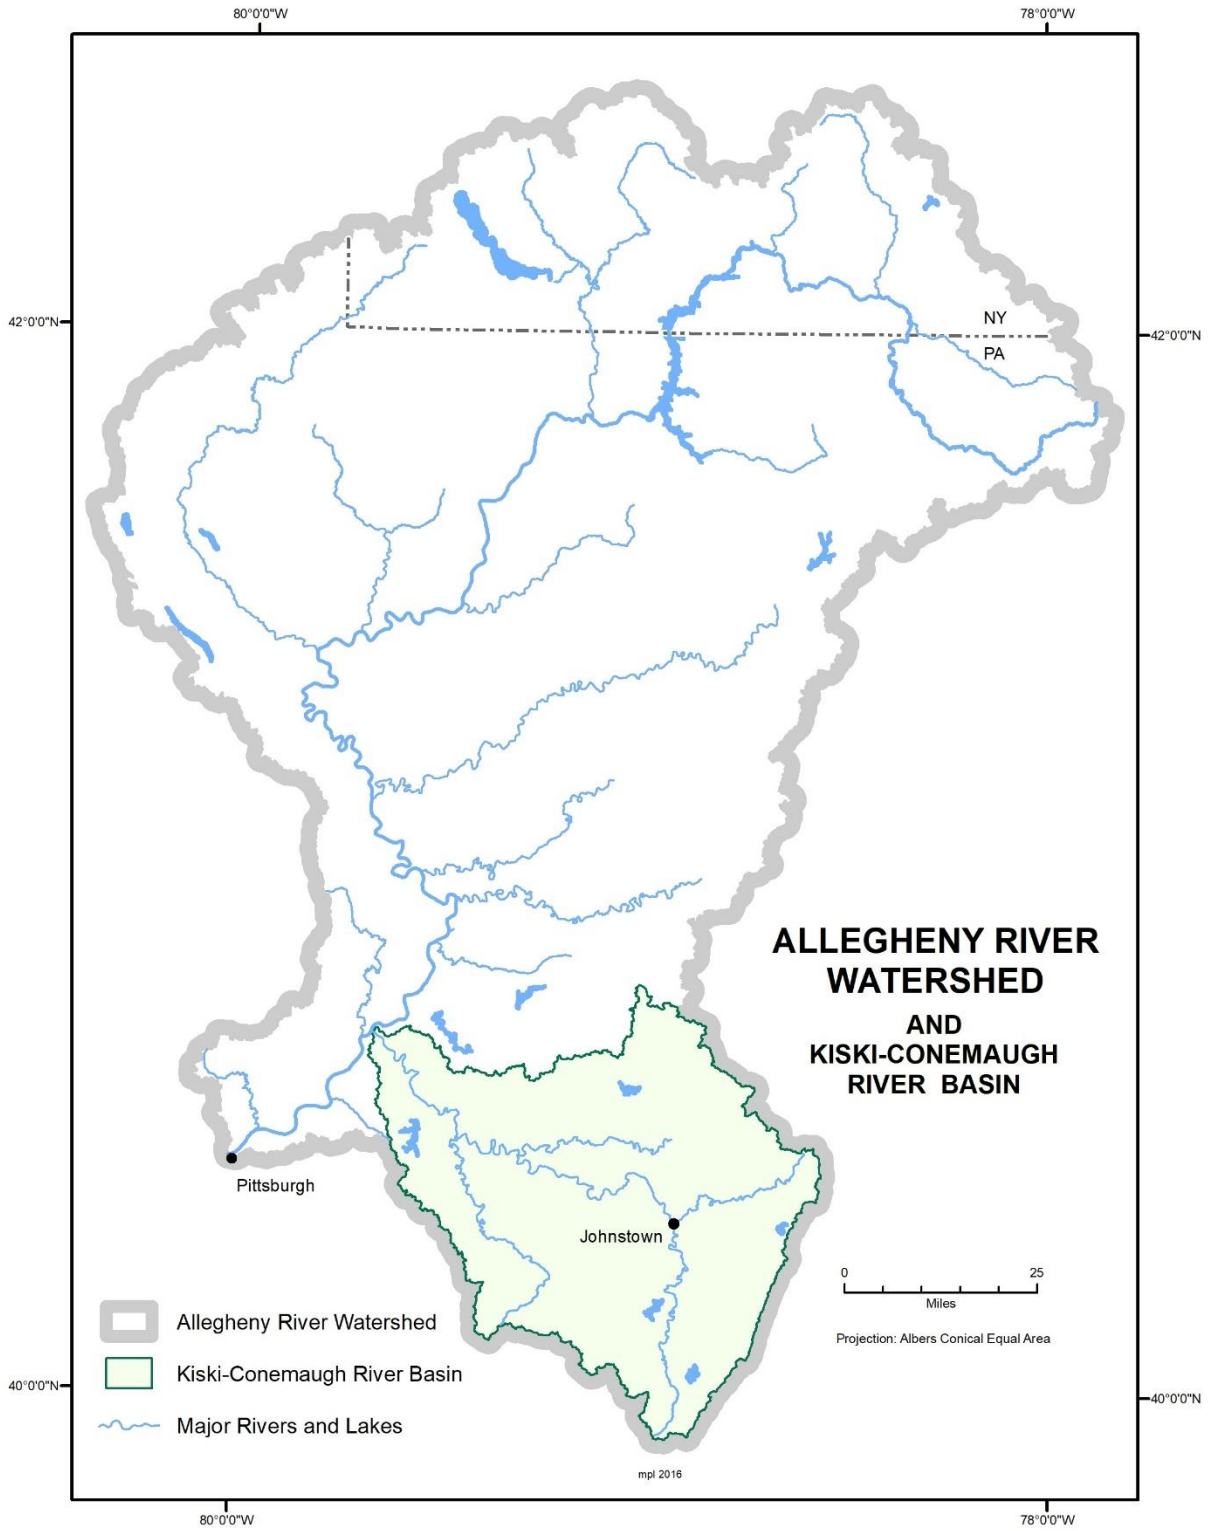 80°0'0"W
78°0'0"W
42°0'0"N
NY
42°0'0"N
PA
ALLEGHENY RIVER
WATERSHED
AND
KISKI-CONEMAUGH
RIVER BASIN
Pittsburgh
Johnstown
0 25
Miles
Projection: Albers Conical Equal Area
Allegheny River Watershed
Kiski-Conemaugh River Basin
Major Rivers and Lakes
40°0'0"N
40°0'0"N
mpl 2016
80°0'0"W
78°0'0"W